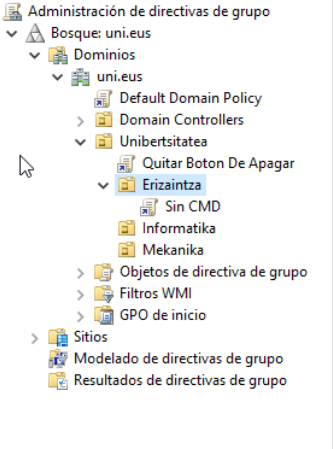 Administración de directivas de grupo
Bosque: uni.eus
Dominios
uni.eus
Default Domain Policy
Domain Controllers
Unibertsitatea
Quitar Boton De Apagar
Erizaintza
Sin CMD
Informatika
Mekanika
Objetos de directiva de grupo
Filtros WMI
GPO de inicio
Sitios
Modelado de directivas de grupo
Resultados de directivas de grupo